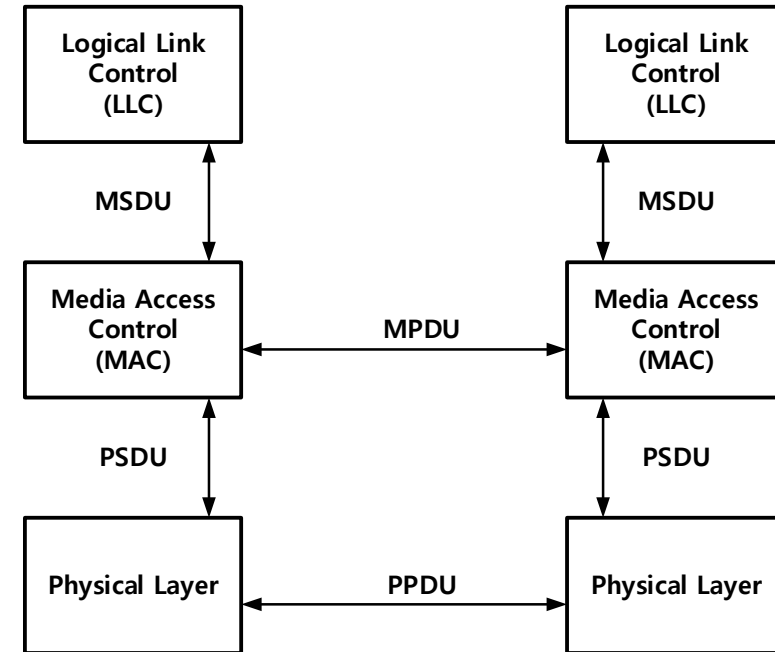 Logical Link
Control
(LLC)
Logical Link
Control
(LLC)
MSDU
MSDU
Media Access
Control
(MAC)
MPDU
Media Access
Control
(MAC)
PSDU
PSDU
Physical Layer
PPDU
Physical Layer